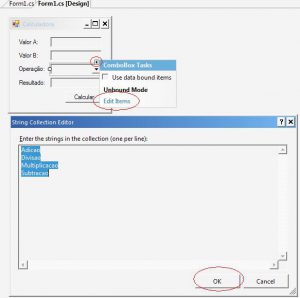 Form1.cs* Form1.cs [Design]
Calculadora
Valor A:
Valor B:
Operação:
Resultado:
Calcular
ComboBox Tasks
Use data bound items
Unbound Mode
Edit Items
String Collection Editor
Enter the strings in the collection (one per line):
Adicao
Divisao
Multiplicacao
Subtracao
OK
Cancel